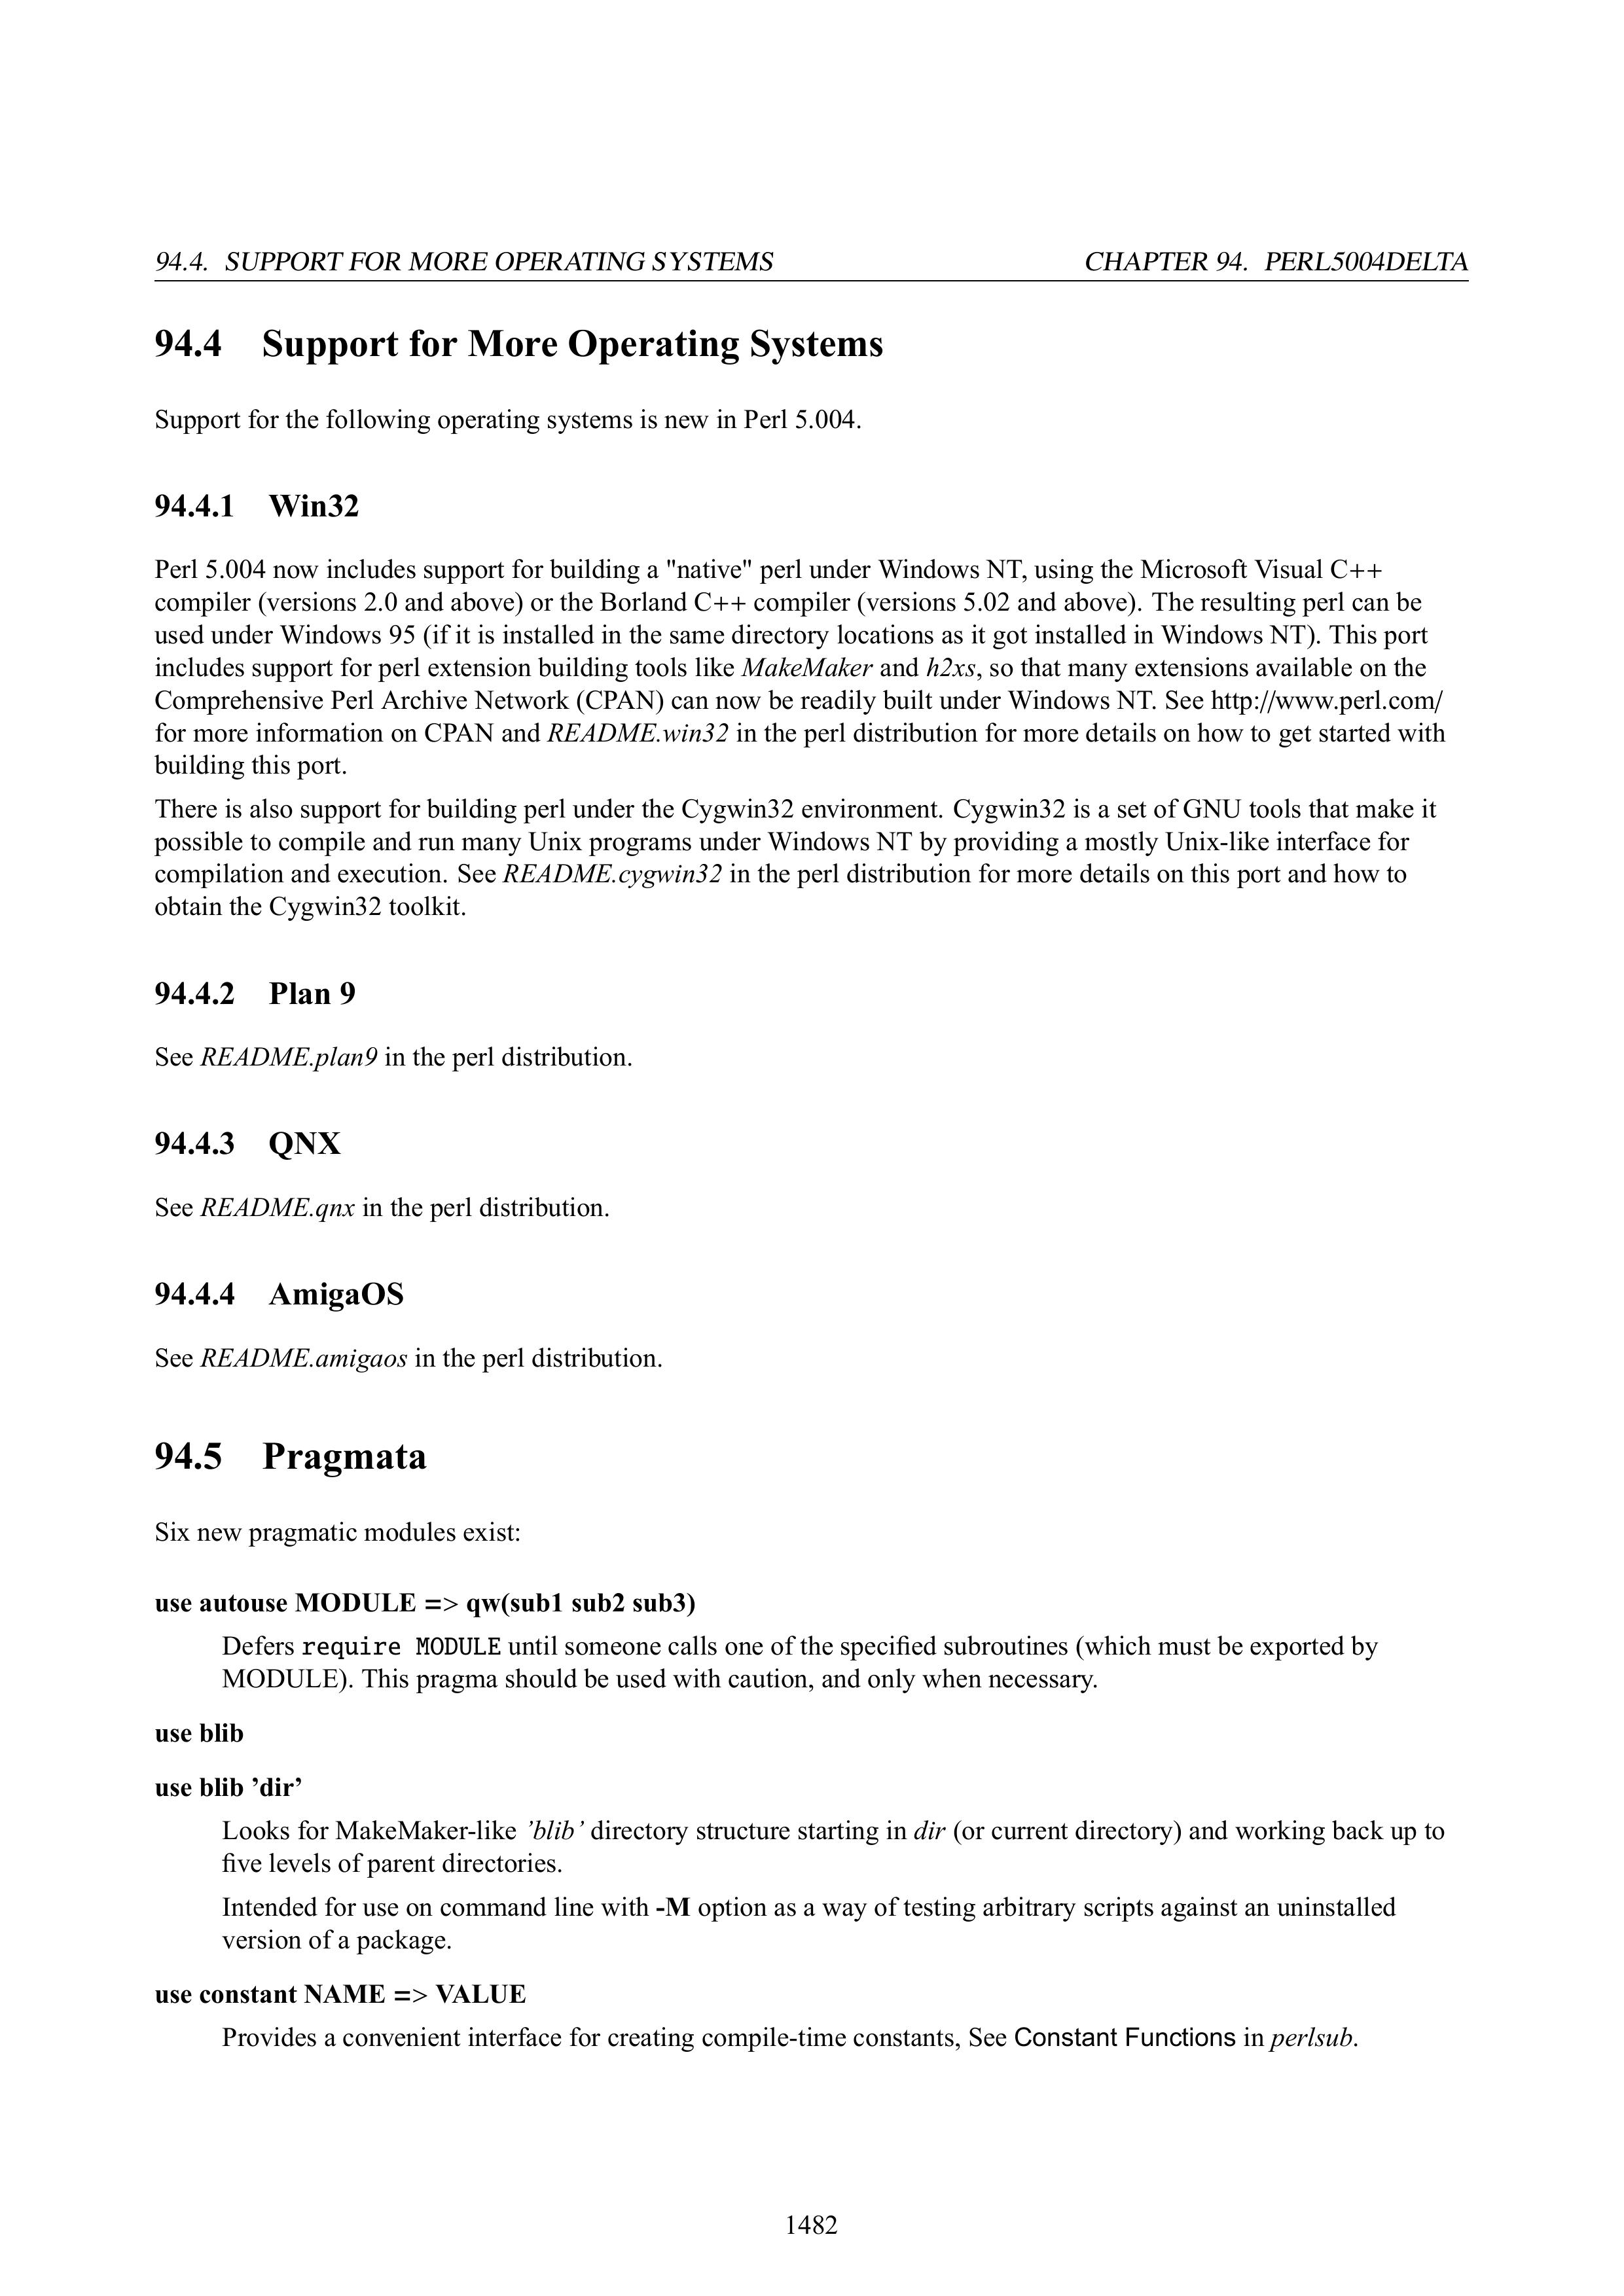 94.4. SUPPORT FOR MORE OPERATING SYSTEMS CHAPTER 94. PERL5004DELTA
94.4 Support for More Operating Systems
Support for the following operating systems is new in Perl 5.004.
94.4.1 Win32
Perl 5.004 now includes support for building a "native" perl under Windows NT, using the Microsoft Visual C++
compiler (versions 2.0 and above) or the Borland C++ compiler (versions 5.02 and above). The resulting perl can be
used under Windows 95 (if it is installed in the same directory locations as it got installed in Windows NT). This port
includes support for perl extension building tools like MakeMaker and h2xs, so that many extensions available on the
Comprehensive Perl Archive Network (CPAN) can now be readily built under Windows NT. See http://www.perl.com/
for more information on CPAN and README.win32 in the perl distribution for more details on how to get started with
building this port.
There is also support for building perl under the Cygwin32 environment. Cygwin32 is a set of GNU tools that make it
possible to compile and run many Unix programs under Windows NT by providing a mostly Unix-like interface for
compilation and execution. See README.cygwin32 in the perl distribution for more details on this port and how to
obtain the Cygwin32 toolkit.
94.4.2 Plan 9
See README.plan9 in the perl distribution.
94.4.3 QNX
See README.qnx in the perl distribution.
94.4.4 AmigaOS
See README.amigaos in the perl distribution.
94.5 Pragmata
Six new pragmatic modules exist:
use autouse MODULE => qw(sub1 sub2 sub3)
Defers require MODULE until someone calls one of the specified subroutines (which must be exported by
MODULE). This pragma should be used with caution, and only when necessary.
use blib
use blib ’dir’
Looks for MakeMaker-like ’blib’ directory structure starting in dir (or current directory) and working back up to
five levels of parent directories.
Intended for use on command line with -M option as a way of testing arbitrary scripts against an uninstalled
version of a package.
use constant NAME => VALUE
Provides a convenient interface for creating compile-time constants, See Constant Functions in perlsub.
1482